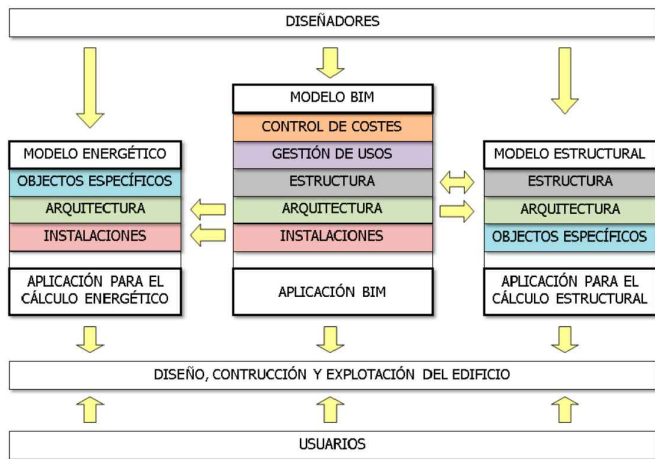 DISEÑADORES
MODELO BIM
CONTROL DE COSTES
GESTIÓN DE USOS
ESTRUCTURA
ARQUITECTURA
INSTALACIONES
APLICACIÓN BIM
MODELO ENERGÉTICO
OBJECTOS ESPECÍFICOS
ARQUITECTURA
INSTALACIONES
APLICACIÓN PARA EL
CÁLCULO ENERGÉTICO
MODELO ESTRUCTURAL
ESTRUCTURA
ARQUITECTURA
OBJECTOS ESPECÍFICOS
APLICACIÓN PARA EL
CÁLCULO ESTRUCTURAL
DISEÑO, CONTRUCCIÓN Y EXPLOTACIÓN DEL EDIFICIO
USUARIOS